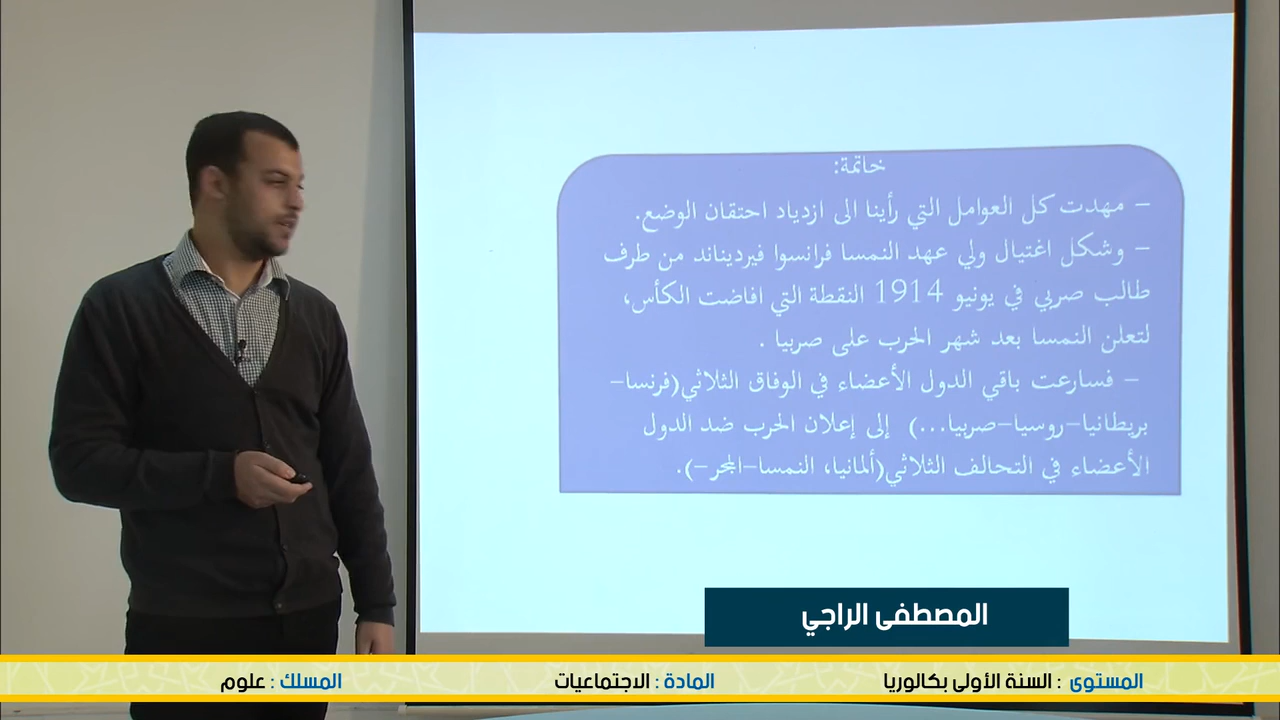 خاتمة:
– مهدت كل العوامل التي رأينا الى ازدياد احتقان الوضع.
– وشكل اغتيال ولي عهد النمسا فرانسوا فيرديناند من طرف
طالب صربي في يونيو 1914 النقطة التي افاضت الكأس،
لتعلن النمسا بعد شهر الحرب على صربيا .
– فسارعت باقي الدول الأعضاء في الوفاق الثلاثي(فرنسا–
بريطانيا–روسيا–صربيا...) إلى إعلان الحرب ضد الدول
الأعضاء في التحالف الثلاثي(ألمانيا، النمسا–المجر–).
المصطفى الراجي
المستوى : السنة الأولى بكالوريا المادة : الاجتماعيات المسلك : علوم